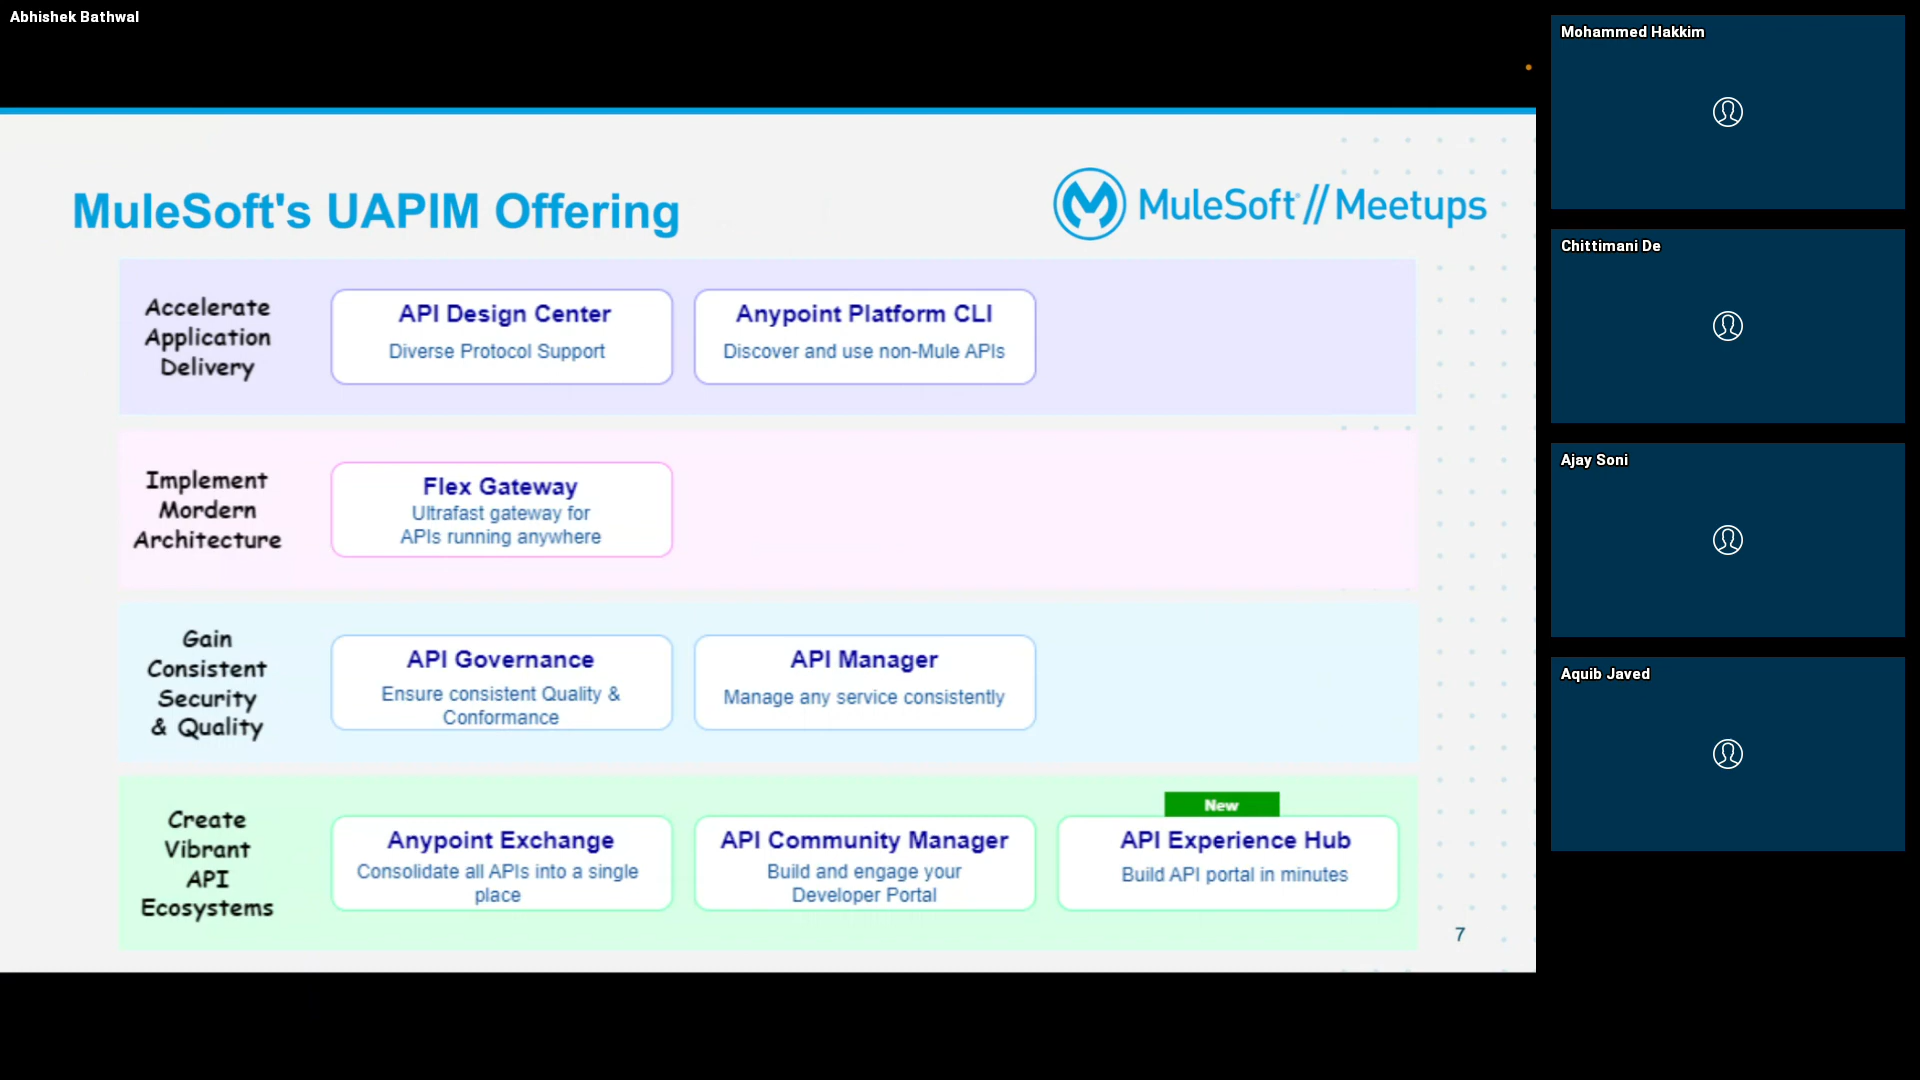 Abhishek Bathwal
MuleSoft's UAPIM Offering
MuleSoft // Meetups
Accelerate
Application
Delivery
API Design Center
Diverse Protocol Support
Anypoint Platform CLI
Discover and use non-Mule APIs
Implement
Mordern
Architecture
Flex Gateway
Ultrafast gateway for
APIs running anywhere
Gain
Consistent
Security
& Quality
API Governance
Ensure consistent Quality &
Conformance
API Manager
Manage any service consistently
Create
Vibrant
API
Ecosystems
Anypoint Exchange
Consolidate all APIs into a single
place
API Community Manager
Build and engage your
Developer Portal
New
API Experience Hub
Build API portal in minutes
7
Mohammed Hakkim
Chittimani De
Ajay Soni
Aquib Javed